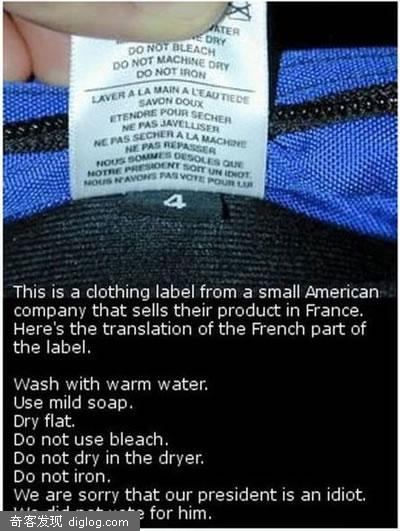 WATER
DRY
DO NOT BLEACH
DO NOT MACHINE DRY
DO NOT IRON
LAVER A LA MAIN A L'EAU TIEDE
SAVON DOUX
ETENDRE POUR SECHER
NE PAS JAVELLISER
NE PAS SECHER A LA MACHINE
NE PAS REPASSER
NOUS SOMMES DESOLES QUE
NOTRE PRESIDENT SOIT UN IDIOT.
NOUS N'AVONS PAS VOTE POUR LUI
4
This is a clothing label from a small American
company that sells their product in France.
Here's the translation of the French part of
the label.
Wash with warm water.
Use mild soap.
Dry flat.
Do not use bleach.
Do not dry in the dryer.
Do not iron.
We are sorry that our president is an idiot.
for him.
奇客发现 diglog.com